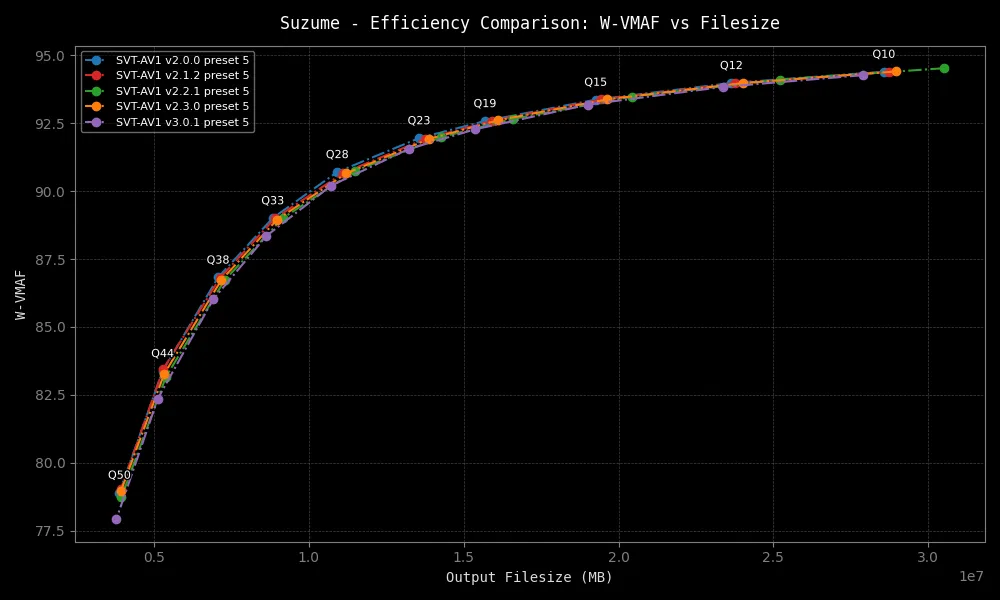 Suzume - Efficiency Comparison: W-VMAF vs Filesize
SVT-AV1 v2.0.0 preset 5
SVT-AV1 v2.1.2 preset 5
SVT-AV1 v2.2.1 preset 5
SVT-AV1 v2.3.0 preset 5
SVT-AV1 v3.0.1 preset 5
95.0
92.5
90.0
87.5
85.0
82.5
80.0
77.5
W-VMAF
Q50
Q44
Q38
Q33
Q28
Q23
Q19
Q15
Q12
Q10
0.5
1.0
1.5
2.0
2.5
3.0
1e7
Output Filesize (MB)